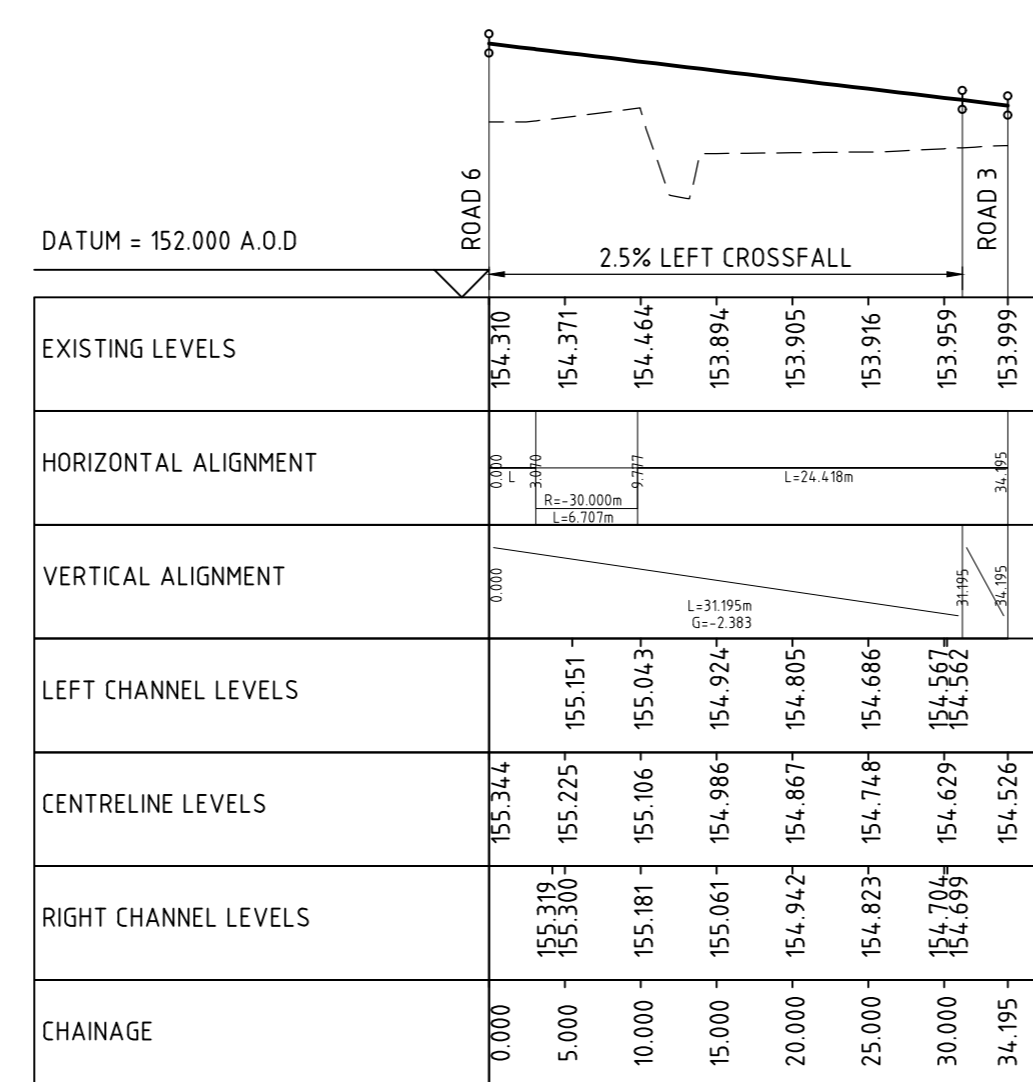 ROAD 6
ROAD 3
DATUM = 152.000 A.O.D
2.5% LEFT CROSSFALL
EXISTING LEVELS
154.310 154.371 154.464 153.894 153.905 153.916 153.959 153.999
HORIZONTAL ALIGNMENT
0.000 3.070 9.777 34.195
L
R=-30.000m
L=6.707m
L=24.418m
VERTICAL ALIGNMENT
0.000 31.195 34.195
L=31.195m
G=-2.383
LEFT CHANNEL LEVELS
155.151 155.043 154.924 154.805 154.686 154.567 154.562
CENTRELINE LEVELS
155.344 155.225 155.106 154.986 154.867 154.748 154.629 154.526
RIGHT CHANNEL LEVELS
155.319 155.300 155.181 155.061 154.942 154.823 154.704 154.699
CHAINAGE
0.000 5.000 10.000 15.000 20.000 25.000 30.000 34.195